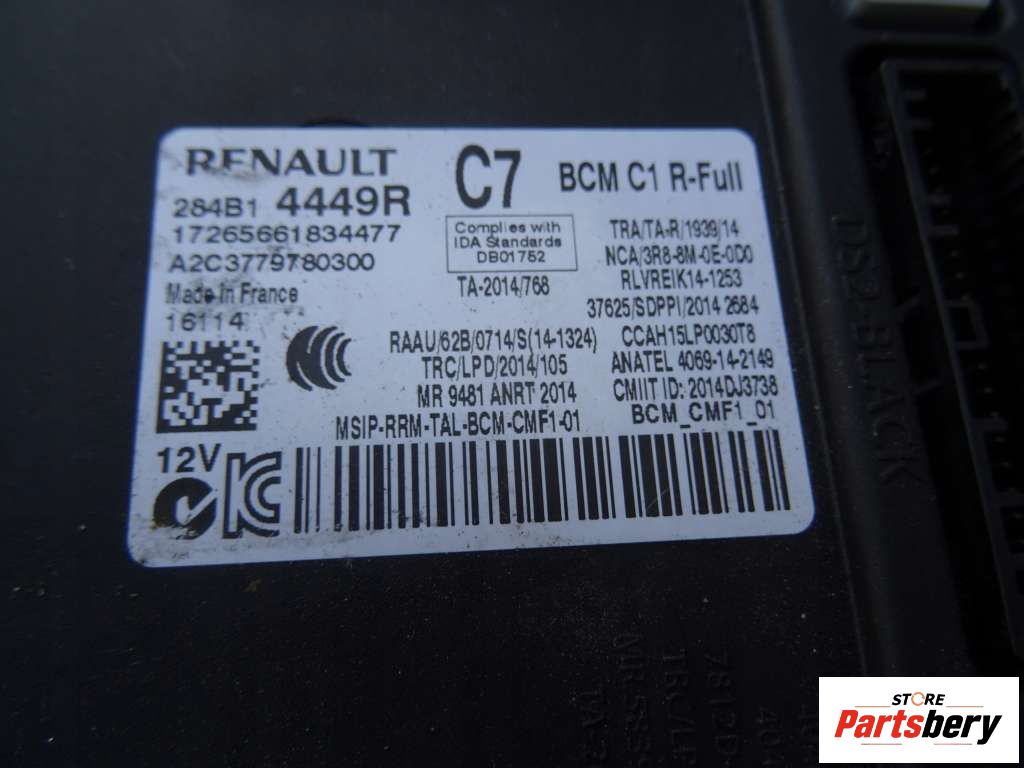 RENAULT C7 BCM C1 R-Full
284B1 4449R
17265661834477
A2C3779780300
Made in France
16114
Complies with
IDA Standards
DB01752
TA-2014/768
TRA/TA-R/1939/14
NCA/3R8-8M-0E-0D0
RLVREIK14-1253
37625/SDPPI/2014 2684
RAAU/62B/0714/S(14-1324)
CCAH15LP0030T8
TRC/LPD/2014/105
ANATEL 4069-14-2149
MR 9481 ANRT 2014
CMIIT ID: 2014DJ3738
MSIP-RRM-TAL-BCM-CMF1-01
BCM_CMF1_01
12V
DS2-BLACK
STORE
Partsbery